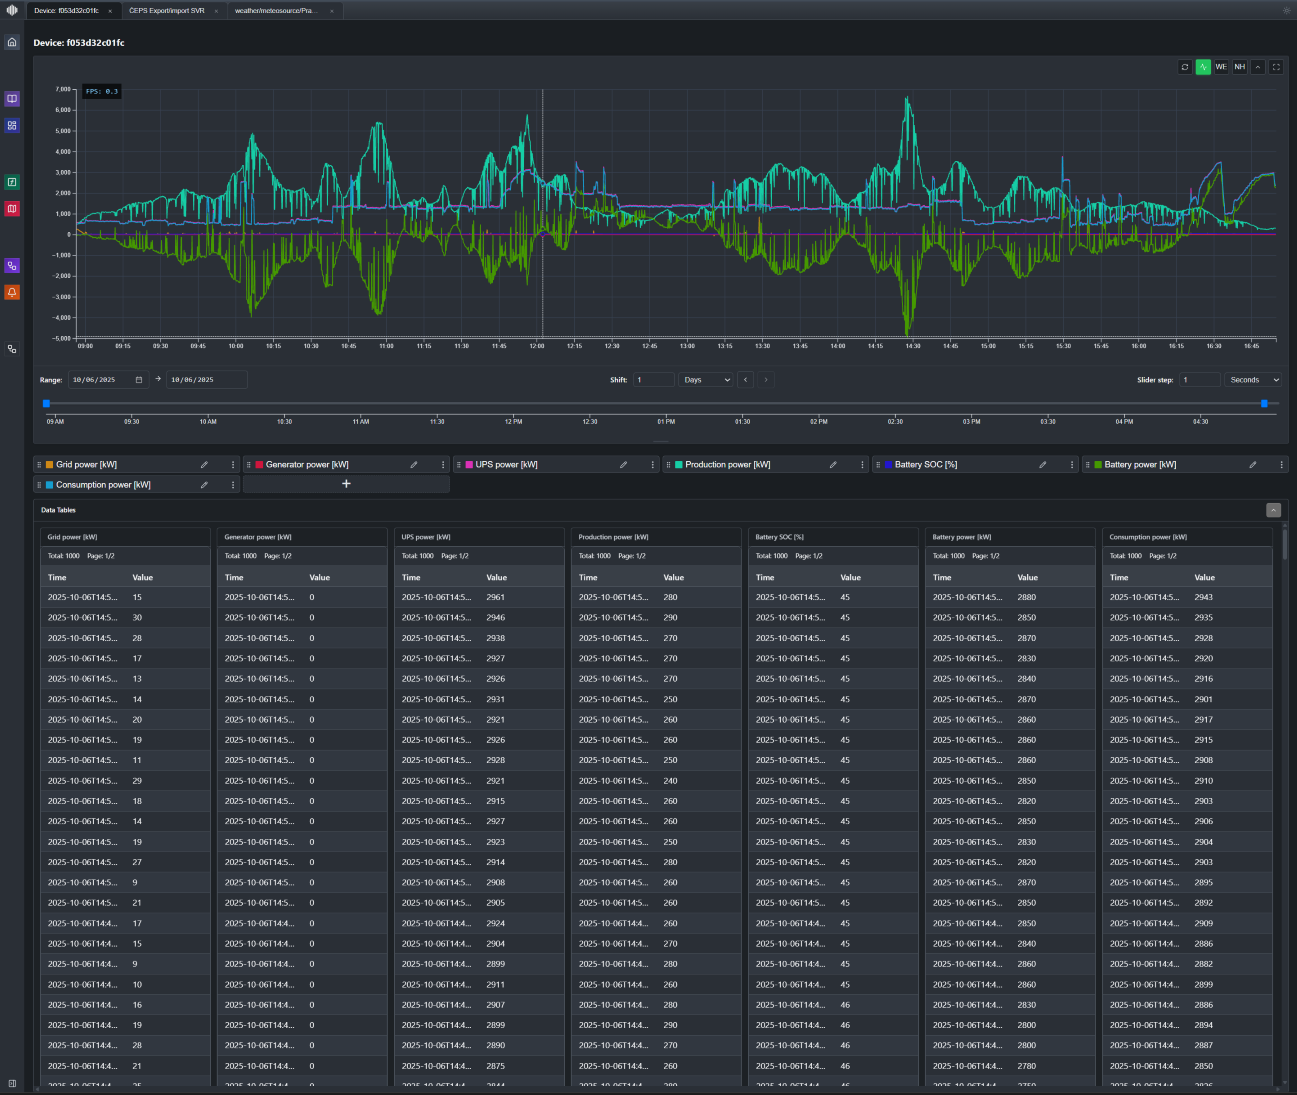 Device: f053d32c01fc × ČEPS Export/import SVR × weather/meteosource/Pra... ×
Device: f053d32c01fc
WE NH
FPS: 0.3
7,000
6,000
5,000
4,000
3,000
2,000
1,000
0
-1,000
-2,000
-3,000
-4,000
-5,000
09:00 09:15 09:30 09:45 10:00 10:15 10:30 10:45 11:00 11:15 11:30 11:45 12:00 12:15 12:30 12:45 13:00 13:15 13:30 13:45 14:00 14:15 14:30 14:45 15:00 15:15 15:30 15:45 16:00 16:15 16:30 16:45
Range: 10/06/2025 → 10/06/2025 Shift: 1 Days Slider step: 1 Seconds
09 AM 09:30 10 AM 10:30 11 AM 11:30 12 PM 12:30 01 PM 01:30 02 PM 02:30 03 PM 03:30 04 PM 04:30
Grid power [kW] Generator power [kW] UPS power [kW] Production power [kW] Battery SOC [%] Battery power [kW]
Consumption power [kW] +
Data Tables
Grid power [kW] Generator power [kW] UPS power [kW] Production power [kW] Battery SOC [%] Battery power [kW] Consumption power [kW]
Total: 1000 Page: 1/2 Total: 1000 Page: 1/2 Total: 1000 Page: 1/2 Total: 1000 Page: 1/2 Total: 1000 Page: 1/2 Total: 1000 Page: 1/2 Total: 1000 Page: 1/2
Time Value Time Value Time Value Time Value Time Value Time Value Time Value
2025-10-06T14:5... 15 2025-10-06T14:5... 0 2025-10-06T14:5... 2961 2025-10-06T14:5... 280 2025-10-06T14:5... 45 2025-10-06T14:5... 2880 2025-10-06T14:5... 2943
2025-10-06T14:5... 30 2025-10-06T14:5... 0 2025-10-06T14:5... 2946 2025-10-06T14:5... 290 2025-10-06T14:5... 45 2025-10-06T14:5... 2850 2025-10-06T14:5... 2935
2025-10-06T14:5... 28 2025-10-06T14:5... 0 2025-10-06T14:5... 2938 2025-10-06T14:5... 270 2025-10-06T14:5... 45 2025-10-06T14:5... 2870 2025-10-06T14:5... 2928
2025-10-06T14:5... 17 2025-10-06T14:5... 0 2025-10-06T14:5... 2927 2025-10-06T14:5... 270 2025-10-06T14:5... 45 2025-10-06T14:5... 2830 2025-10-06T14:5... 2920
2025-10-06T14:5... 13 2025-10-06T14:5... 0 2025-10-06T14:5... 2926 2025-10-06T14:5... 270 2025-10-06T14:5... 45 2025-10-06T14:5... 2840 2025-10-06T14:5... 2916
2025-10-06T14:5... 14 2025-10-06T14:5... 0 2025-10-06T14:5... 2931 2025-10-06T14:5... 250 2025-10-06T14:5... 45 2025-10-06T14:5... 2870 2025-10-06T14:5... 2901
2025-10-06T14:5... 20 2025-10-06T14:5... 0 2025-10-06T14:5... 2921 2025-10-06T14:5... 260 2025-10-06T14:5... 45 2025-10-06T14:5... 2860 2025-10-06T14:5... 2917
2025-10-06T14:5... 19 2025-10-06T14:5... 0 2025-10-06T14:5... 2926 2025-10-06T14:5... 260 2025-10-06T14:5... 45 2025-10-06T14:5... 2860 2025-10-06T14:5... 2915
2025-10-06T14:5... 11 2025-10-06T14:5... 0 2025-10-06T14:5... 2928 2025-10-06T14:5... 250 2025-10-06T14:5... 45 2025-10-06T14:5... 2860 2025-10-06T14:5... 2908
2025-10-06T14:5... 29 2025-10-06T14:5... 0 2025-10-06T14:5... 2921 2025-10-06T14:5... 240 2025-10-06T14:5... 45 2025-10-06T14:5... 2850 2025-10-06T14:5... 2910
2025-10-06T14:5... 18 2025-10-06T14:5... 0 2025-10-06T14:5... 2915 2025-10-06T14:5... 260 2025-10-06T14:5... 45 2025-10-06T14:5... 2820 2025-10-06T14:5... 2903
2025-10-06T14:5... 14 2025-10-06T14:5... 0 2025-10-06T14:5... 2927 2025-10-06T14:5... 260 2025-10-06T14:5... 45 2025-10-06T14:5... 2850 2025-10-06T14:5... 2906
2025-10-06T14:5... 19 2025-10-06T14:5... 0 2025-10-06T14:5... 2923 2025-10-06T14:5... 250 2025-10-06T14:5... 45 2025-10-06T14:5... 2830 2025-10-06T14:5... 2904
2025-10-06T14:5... 27 2025-10-06T14:5... 0 2025-10-06T14:5... 2914 2025-10-06T14:5... 280 2025-10-06T14:5... 45 2025-10-06T14:5... 2820 2025-10-06T14:5... 2903
2025-10-06T14:5... 9 2025-10-06T14:5... 0 2025-10-06T14:5... 2908 2025-10-06T14:5... 260 2025-10-06T14:5... 45 2025-10-06T14:5... 2870 2025-10-06T14:5... 2895
2025-10-06T14:5... 21 2025-10-06T14:5... 0 2025-10-06T14:5... 2905 2025-10-06T14:5... 260 2025-10-06T14:5... 45 2025-10-06T14:5... 2850 2025-10-06T14:5... 2892
2025-10-06T14:4... 17 2025-10-06T14:4... 0 2025-10-06T14:4... 2924 2025-10-06T14:4... 260 2025-10-06T14:4... 45 2025-10-06T14:4... 2850 2025-10-06T14:4... 2909
2025-10-06T14:4... 15 2025-10-06T14:4... 0 2025-10-06T14:4... 2904 2025-10-06T14:4... 270 2025-10-06T14:4... 45 2025-10-06T14:4... 2840 2025-10-06T14:4... 2886
2025-10-06T14:4... 9 2025-10-06T14:4... 0 2025-10-06T14:4... 2899 2025-10-06T14:4... 280 2025-10-06T14:4... 45 2025-10-06T14:4... 2860 2025-10-06T14:4... 2882
2025-10-06T14:4... 10 2025-10-06T14:4... 0 2025-10-06T14:4... 2911 2025-10-06T14:4... 260 2025-10-06T14:4... 45 2025-10-06T14:4... 2860 2025-10-06T14:4... 2899
2025-10-06T14:4... 16 2025-10-06T14:4... 0 2025-10-06T14:4... 2907 2025-10-06T14:4... 280 2025-10-06T14:4... 46 2025-10-06T14:4... 2830 2025-10-06T14:4... 2886
2025-10-06T14:4... 19 2025-10-06T14:4... 0 2025-10-06T14:4... 2899 2025-10-06T14:4... 290 2025-10-06T14:4... 46 2025-10-06T14:4... 2800 2025-10-06T14:4... 2894
2025-10-06T14:4... 28 2025-10-06T14:4... 0 2025-10-06T14:4... 2890 2025-10-06T14:4... 270 2025-10-06T14:4... 46 2025-10-06T14:4... 2800 2025-10-06T14:4... 2887
2025-10-06T14:4... 21 2025-10-06T14:4... 0 2025-10-06T14:4... 2875 2025-10-06T14:4... 260 2025-10-06T14:4... 46 2025-10-06T14:4... 2780 2025-10-06T14:4... 2850